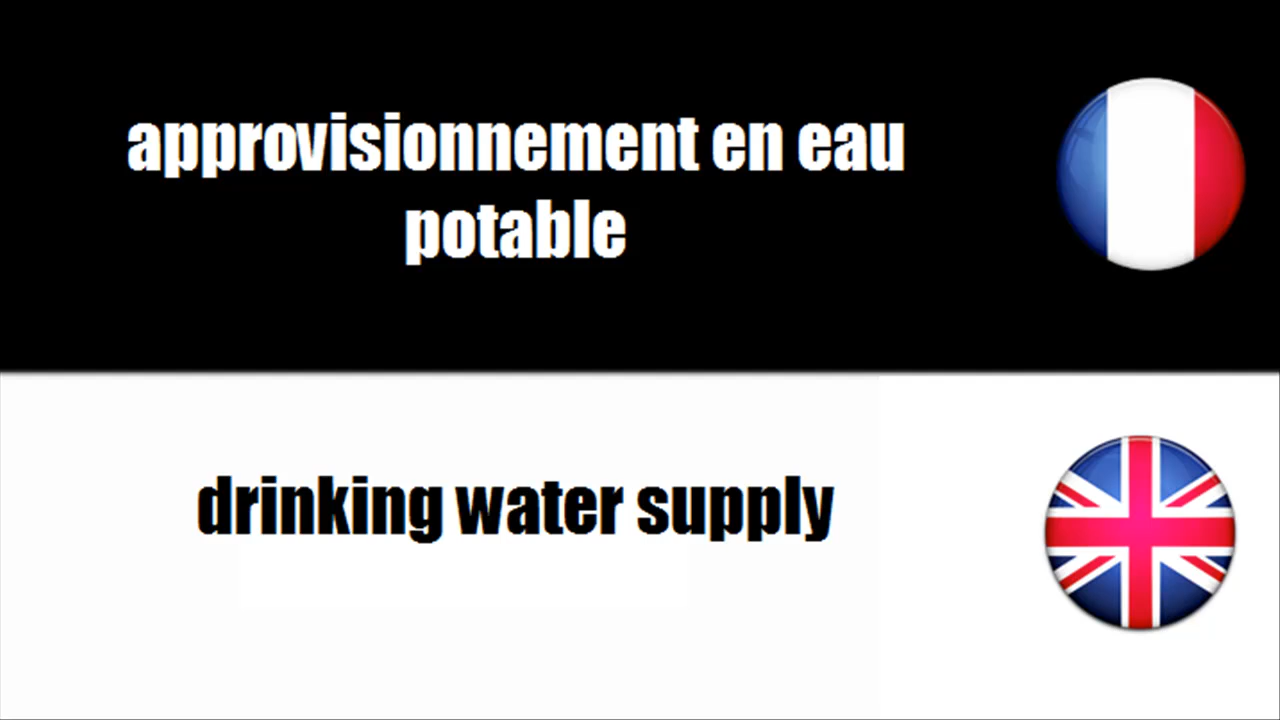 approvisionnement en eau
potable
drinking water supply